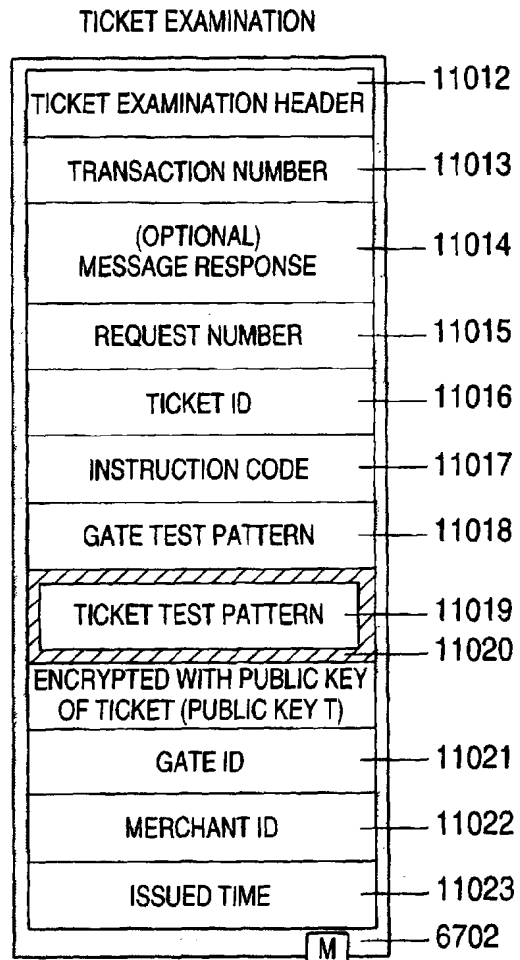 TICKET EXAMINATION
TICKET EXAMINATION HEADER
11012
TRANSACTION NUMBER
11013
(OPTIONAL)
MESSAGE RESPONSE
11014
REQUEST NUMBER
11015
TICKET ID
11016
INSTRUCTION CODE
11017
GATE TEST PATTERN
11018
TICKET TEST PATTERN
11019
11020
ENCRYPTED WITH PUBLIC KEY
OF TICKET (PUBLIC KEY T)
GATE ID
11021
MERCHANT ID
11022
ISSUED TIME
11023
M
6702